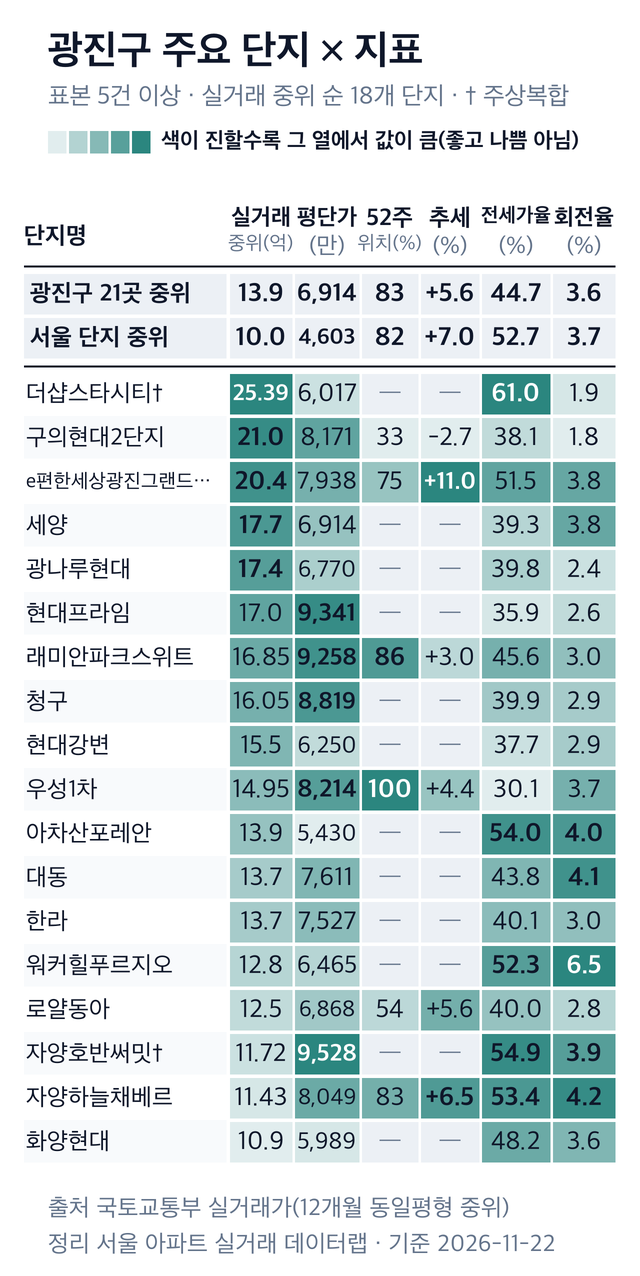 광진구 주요 단지 × 지표
표본 5건 이상 · 실거래 중위 순 18개 단지 · † 주상복합
색이 진할수록 그 열에서 값이 큼(좋고 나쁨 아님)
단지명 실거래 중위(억) 평단가 (만) 52주 위치(%) 추세 (%) 전세가율 (%) 회전율 (%)
광진구 21곳 중위 13.9 6,914 83 +5.6 44.7 3.6
서울 단지 중위 10.0 4,603 82 +7.0 52.7 3.7
더샵스타시티† 25.39 6,017 — — 61.0 1.9
구의현대2단지 21.0 8,171 33 -2.7 38.1 1.8
e편한세상광진그랜드… 20.4 7,938 75 +11.0 51.5 3.8
세양 17.7 6,914 — — 39.3 3.8
광나루현대 17.4 6,770 — — 39.8 2.4
현대프라임 17.0 9,341 — — 35.9 2.6
래미안파크스위트 16.85 9,258 86 +3.0 45.6 3.0
청구 16.05 8,819 — — 39.9 2.9
현대강변 15.5 6,250 — — 37.7 2.9
우성1차 14.95 8,214 100 +4.4 30.1 3.7
아차산포레안 13.9 5,430 — — 54.0 4.0
대동 13.7 7,611 — — 43.8 4.1
한라 13.7 7,527 — — 40.1 3.0
워커힐푸르지오 12.8 6,465 — — 52.3 6.5
로얄동아 12.5 6,868 54 +5.6 40.0 2.8
자양호반써밋† 11.72 9,528 — — 54.9 3.9
자양하늘채베르 11.43 8,049 83 +6.5 53.4 4.2
화양현대 10.9 5,989 — — 48.2 3.6
출처 국토교통부 실거래가(12개월 동일평형 중위)
정리 서울 아파트 실거래 데이터랩 · 기준 2026-11-22